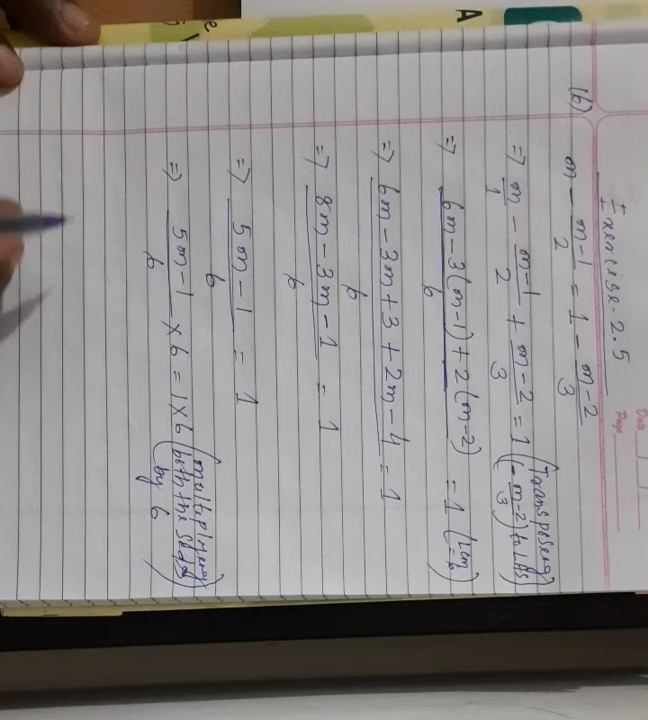 A
Date
Page
Exercise-2.5
(b) m - m-1/2 = 1 - m-2/3
⇒ m/1 - m-1/2 + m-2/3 = 1 (Transposing (-m-2/3) to LHS)
⇒ 6m-3(m-1)+2(m-2)/6 = 1 (Lcm = 6)
⇒ 6m-3m+3+2m-4/6 = 1
⇒ 8m-3m-1/6 = 1
⇒ 5m-1/6 = 1
⇒ 5m-1/6 × 6 = 1×6 (multiplying both the sides by 6)